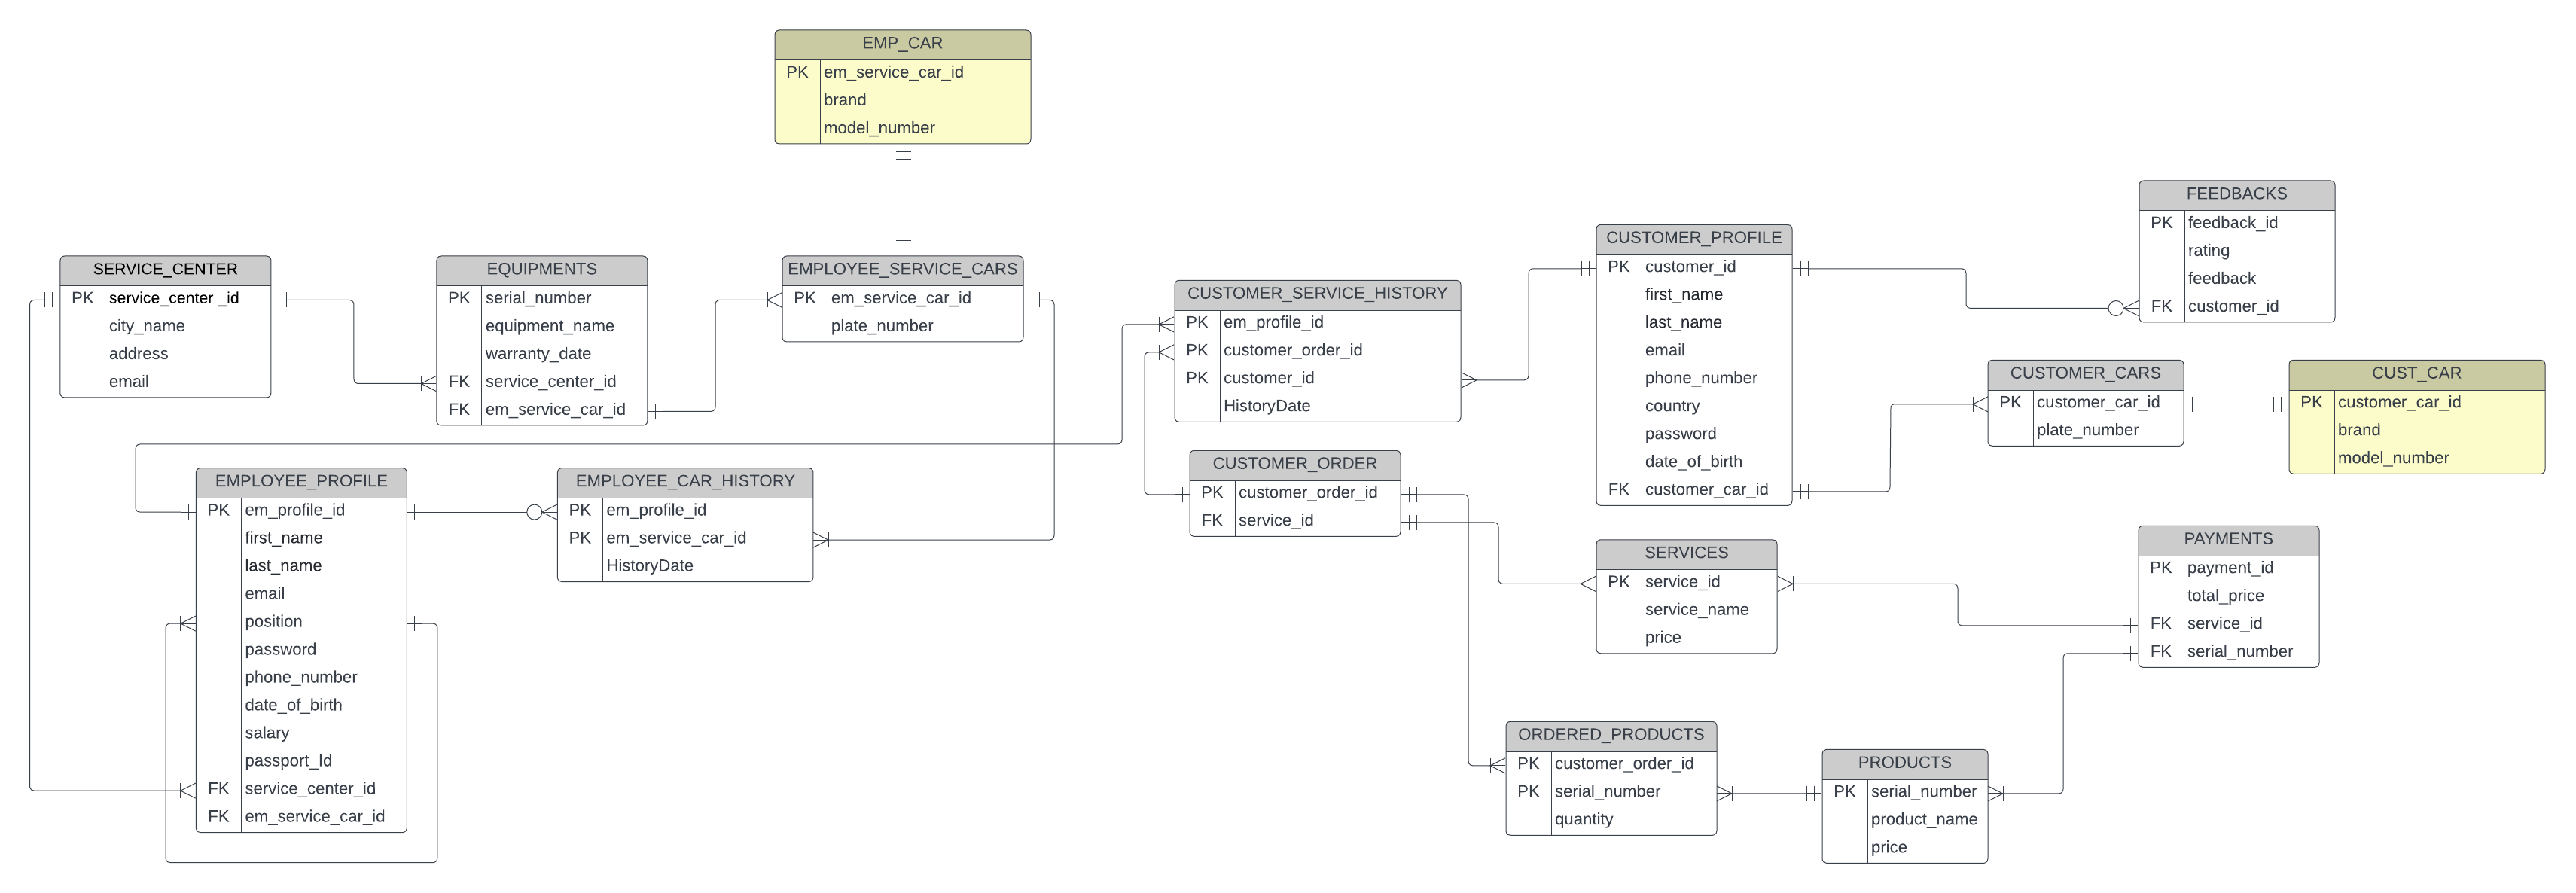 EMP_CAR
PK em_service_car_id
brand
model_number
FEEDBACKS
PK feedback_id
rating
feedback
FK customer_id
CUSTOMER_PROFILE
PK customer_id
first_name
last_name
email
phone_number
country
password
date_of_birth
FK customer_car_id
SERVICE_CENTER
PK service_center _id
city_name
address
email
EQUIPMENTS
PK serial_number
equipment_name
warranty_date
FK service_center_id
FK em_service_car_id
EMPLOYEE_SERVICE_CARS
PK em_service_car_id
plate_number
CUSTOMER_SERVICE_HISTORY
PK em_profile_id
PK customer_order_id
PK customer_id
HistoryDate
CUSTOMER_CARS
PK customer_car_id
plate_number
CUST_CAR
PK customer_car_id
brand
model_number
CUSTOMER_ORDER
PK customer_order_id
FK service_id
EMPLOYEE_PROFILE
PK em_profile_id
first_name
last_name
email
position
password
phone_number
date_of_birth
salary
passport_Id
FK service_center_id
FK em_service_car_id
EMPLOYEE_CAR_HISTORY
PK em_profile_id
PK em_service_car_id
HistoryDate
SERVICES
PK service_id
service_name
price
PAYMENTS
PK payment_id
total_price
FK service_id
FK serial_number
ORDERED_PRODUCTS
PK customer_order_id
PK serial_number
quantity
PRODUCTS
PK serial_number
product_name
price